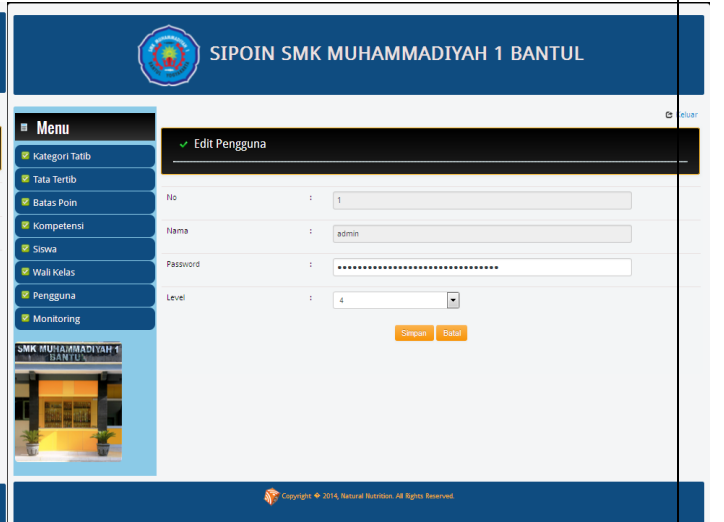 SIPOIN SMK MUHAMMADIYAH 1 BANTUL
Keluar
Menu
Kategori Tatib
Tata Tertib
Batas Poin
Kompetensi
Siswa
Wali Kelas
Pengguna
Monitoring
SMK MUHAMMADIYAH 1
BANTUL
Edit Pengguna
No : 1
Nama : admin
Password : ••••••••••••••••••••••••••••••••
Level : 4
Simpan Batal
Copyright � 2014, Natural Nutrition. All Rights Reserved.